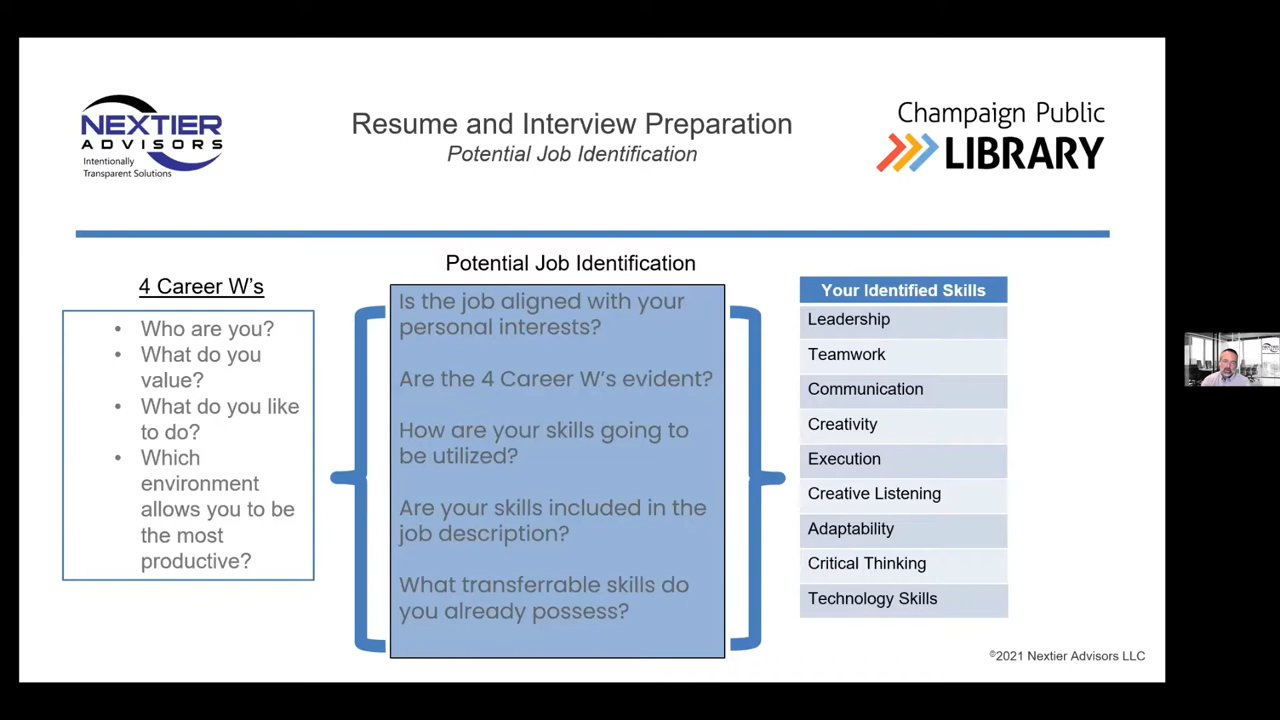 NEXTIER
ADVISORS
Intentionally
Transparent Solutions
Resume and Interview Preparation
Potential Job Identification
Champaign Public
LIBRARY
4 Career W's
• Who are you?
• What do you
value?
• What do you like
to do?
• Which
environment
allows you to be
the most
productive?
Potential Job Identification
Is the job aligned with your
personal interests?
Are the 4 Career W's evident?
How are your skills going to
be utilized?
Are your skills included in the
job description?
What transferrable skills do
you already possess?
Your Identified Skills
Leadership
Teamwork
Communication
Creativity
Execution
Creative Listening
Adaptability
Critical Thinking
Technology Skills
©2021 Nextier Advisors LLC